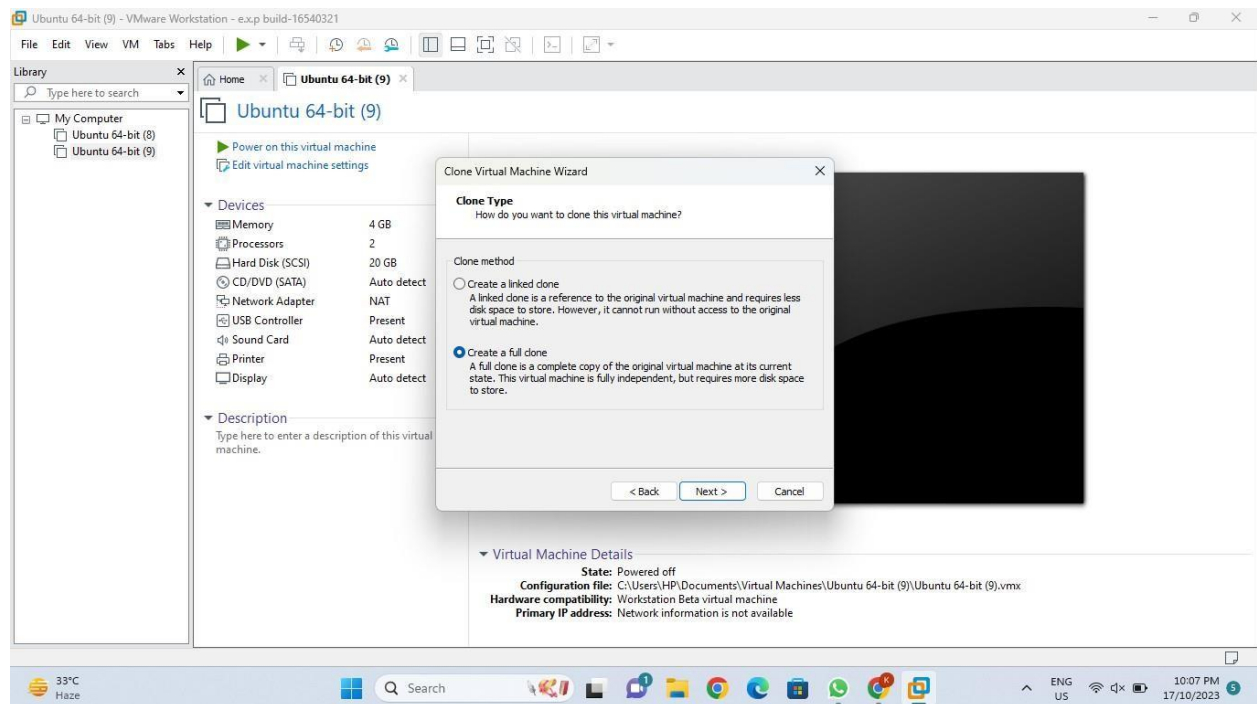 Ubuntu 64-bit (9) - VMware Workstation - e.x.p build-16540321
File Edit View VM Tabs Help
Library
Type here to search
My Computer
Ubuntu 64-bit (8)
Ubuntu 64-bit (9)
Home
Ubuntu 64-bit (9)
Ubuntu 64-bit (9)
Power on this virtual machine
Edit virtual machine settings
Devices
Memory 4 GB
Processors 2
Hard Disk (SCSI) 20 GB
CD/DVD (SATA) Auto detect
Network Adapter NAT
USB Controller Present
Sound Card Auto detect
Printer Present
Display Auto detect
Description
Type here to enter a description of this virtual
machine.
Clone Virtual Machine Wizard
Clone Type
How do you want to clone this virtual machine?
Clone method
Create a linked clone
A linked clone is a reference to the original virtual machine and requires less
disk space to store. However, it cannot run without access to the original
virtual machine.
Create a full clone
A full clone is a complete copy of the original virtual machine at its current
state. This virtual machine is fully independent, but requires more disk space
to store.
< Back Next > Cancel
Virtual Machine Details
State: Powered off
Configuration file: C:\Users\HP\Documents\Virtual Machines\Ubuntu 64-bit (9)\Ubuntu 64-bit (9).vmx
Hardware compatibility: Workstation Beta virtual machine
Primary IP address: Network information is not available
33°C
Haze
Search
1
K
ENG
US
10:07 PM
17/10/2023
5